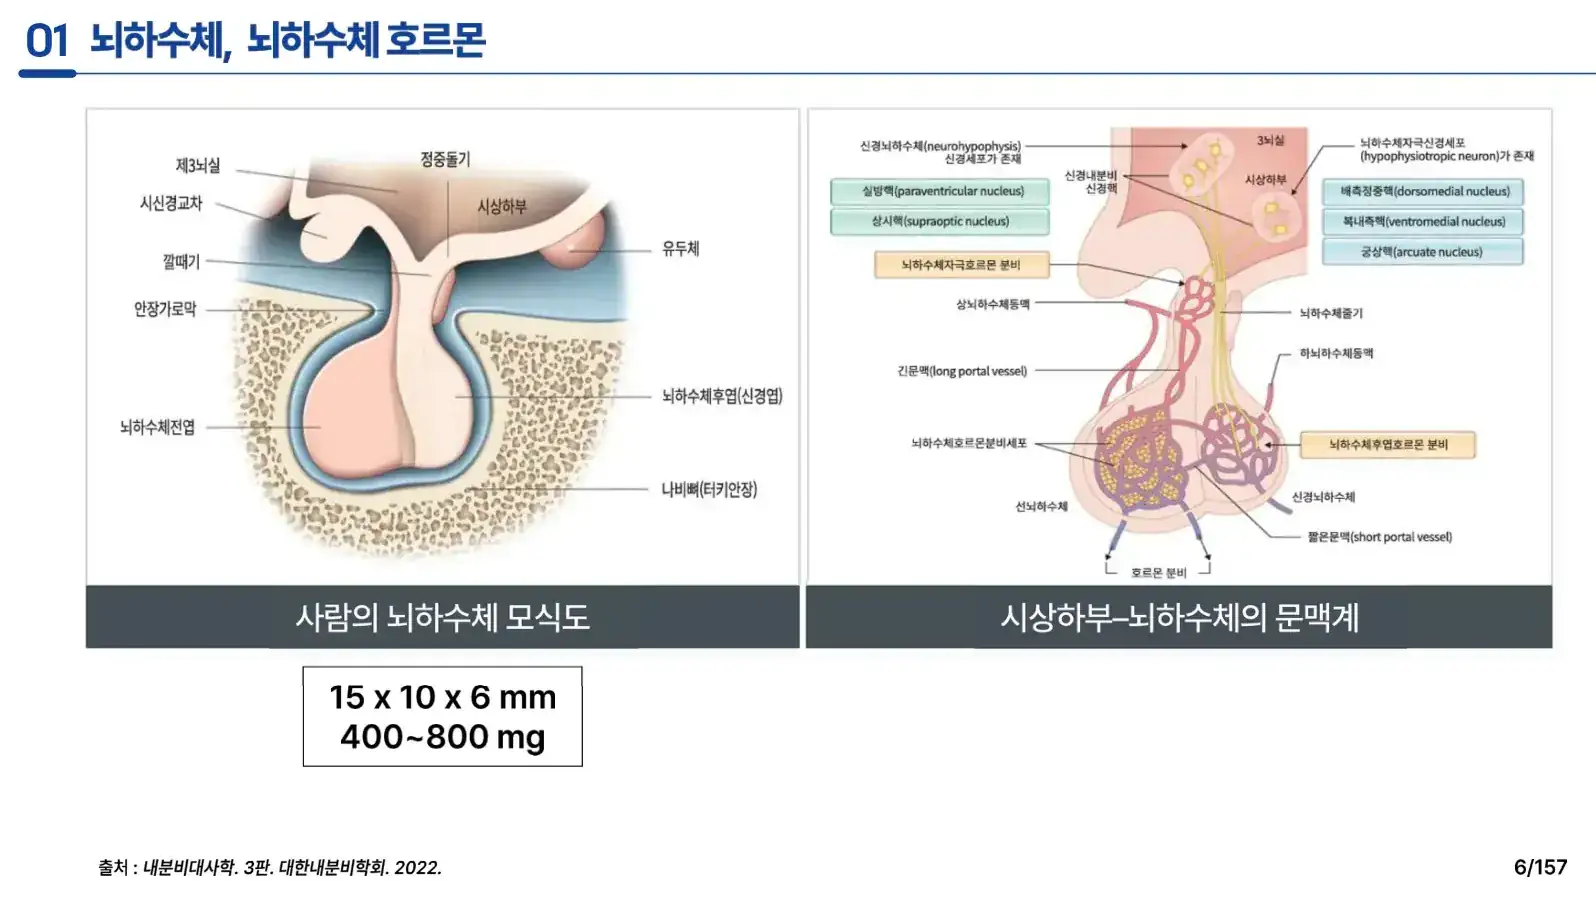 01 뇌하수체, 뇌하수체 호르몬
제3뇌실
정중돌기
시신경교차
시상하부
깔때기
유두체
안장가로막
뇌하수체후엽(신경엽)
뇌하수체전엽
나비뼈(터키안장)
사람의 뇌하수체 모식도
15 x 10 x 6 mm
400~800 mg
신경뇌하수체(neurohypophysis)
신경세포가 존재
3뇌실
뇌하수체자극신경세포
(hypophysiotropic neuron)가 존재
신경내분비
신경핵
시상하부
실방핵(paraventricular nucleus)
상시핵(supraoptic nucleus)
배측정중핵(dorsomedial nucleus)
복내측핵(ventromedial nucleus)
궁상핵(arcuate nucleus)
뇌하수체자극호르몬 분비
상뇌하수체동맥
뇌하수체줄기
하뇌하수체동맥
긴문맥(long portal vessel)
뇌하수체호르몬분비세포
뇌하수체후엽호르몬 분비
선뇌하수체
신경뇌하수체
짧은문맥(short portal vessel)
호르몬 분비
시상하부–뇌하수체의 문맥계
출처 : 내분비대사학. 3판. 대한내분비학회. 2022.
6/157